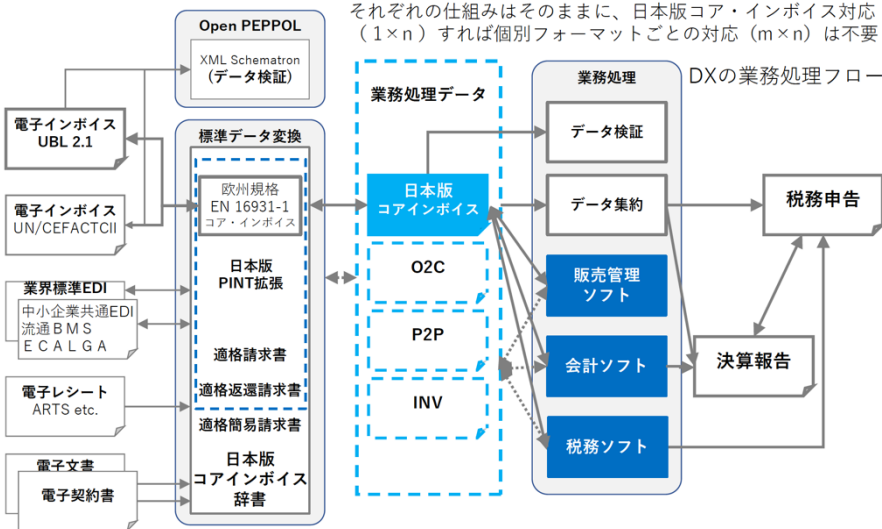 それぞれの仕組みはそのままに、日本版コア・インボイス対応
（１×ｎ）すれば個別フォーマットごとの対応（m×n）は不要
DXの業務処理フロー
Open PEPPOL
XML Schematron
(データ検証)
電子インボイス
UBL 2.1
電子インボイス
UN/CEFACTCII
業界標準EDI
中小企業共通EDI
流通ＢＭＳ
ＥＣＡＬＧＡ
電子レシート
ARTS etc.
電子文書
電子契約書
標準データ変換
欧州規格
EN 16931-1
コア・インボイス
日本版
PINT拡張
適格請求書
適格返還請求書
適格簡易請求書
日本版
コアインボイス
辞書
業務処理データ
日本版
コアインボイス
O2C
P2P
INV
業務処理
データ検証
データ集約
販売管理
ソフト
会計ソフト
税務ソフト
税務申告
決算報告